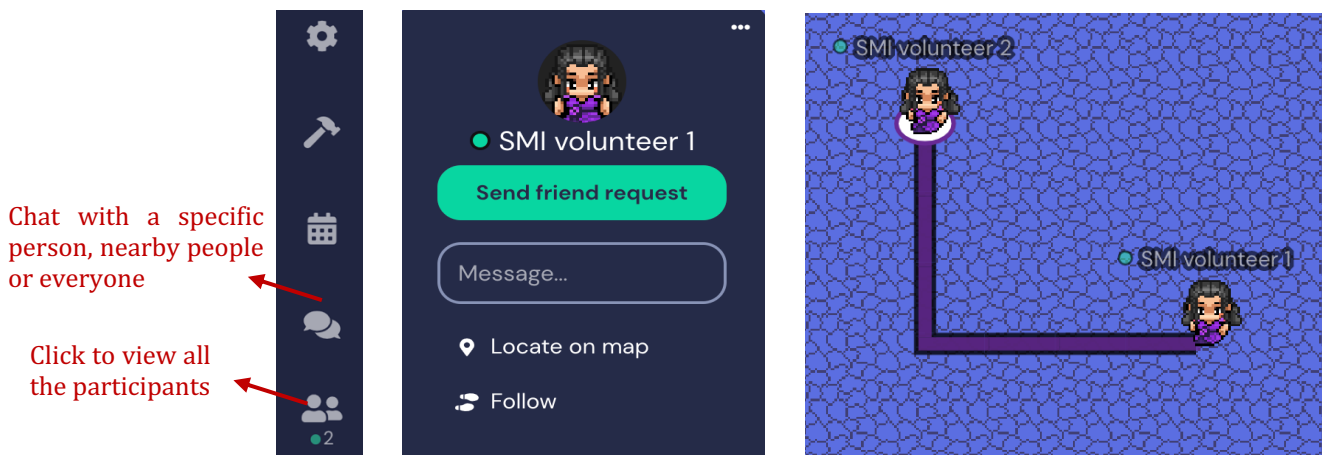 Chat with a specific
person, nearby people
or everyone
Click to view all
the participants
2
SMI volunteer 1
Send friend request
Message...
Locate on map
Follow
SMI volunteer 2
SMI volunteer 1